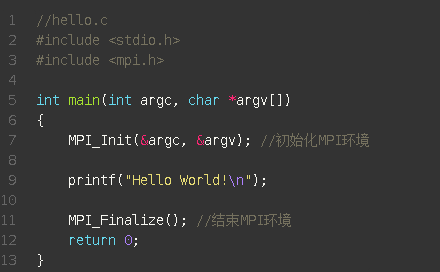 1 //hello.c
2 #include <stdio.h>
3 #include <mpi.h>
4
5 int main(int argc, char *argv[])
6 {
7     MPI_Init(&argc, &argv); //初始化MPI环境
8
9     printf("Hello World!\n");
10
11     MPI_Finalize(); //结束MPI环境
12     return 0;
13 }